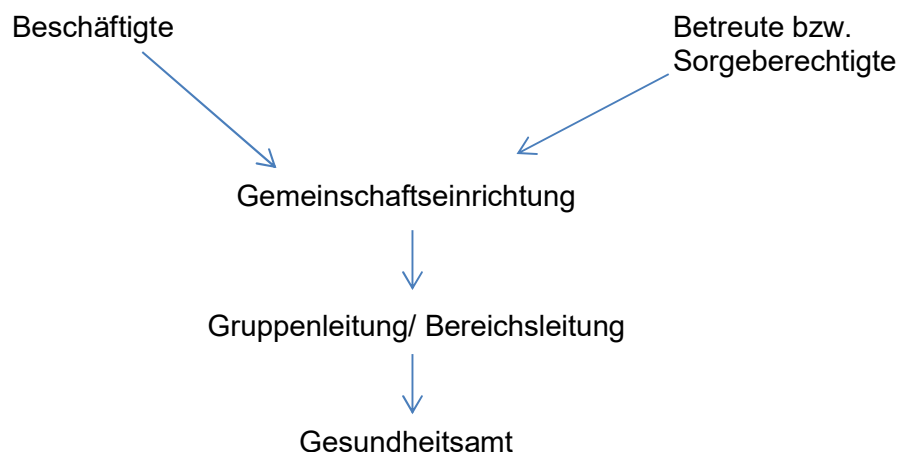 Beschäftigte
Betreute bzw.
Sorgeberechtigte
Gemeinschaftseinrichtung
Gruppenleitung/ Bereichsleitung
Gesundheitsamt